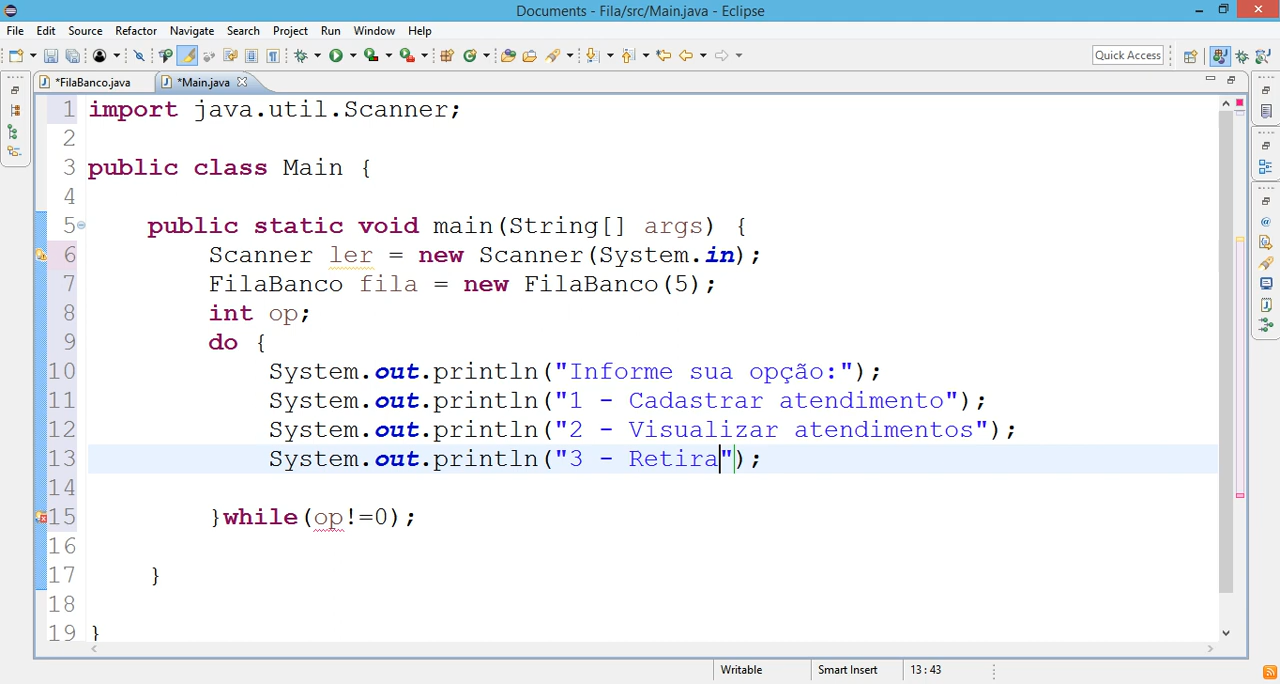 Documents - Fila/src/Main.java - Eclipse
File Edit Source Refactor Navigate Search Project Run Window Help
Quick Access
*FilaBanco.java *Main.java
1 import java.util.Scanner;
2
3 public class Main {
4
5 public static void main(String[] args) {
6 Scanner ler = new Scanner(System.in);
7 FilaBanco fila = new FilaBanco(5);
8 int op;
9 do {
10 System.out.println("Informe sua opção:");
11 System.out.println("1 - Cadastrar atendimento");
12 System.out.println("2 - Visualizar atendimentos");
13 System.out.println("3 - Retira");
14
15 }while(op!=0);
16
17 }
18
19 }
Writable Smart Insert 13 : 43